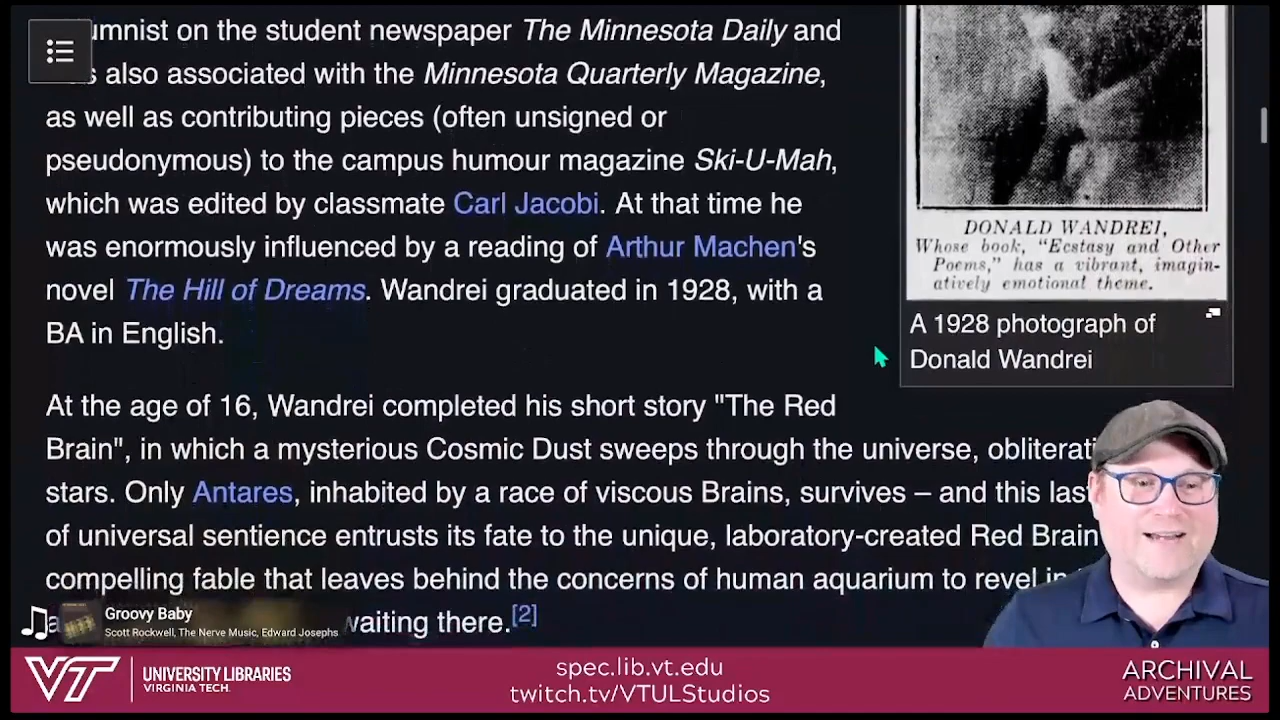 umnist on the student newspaper The Minnesota Daily and
s also associated with the Minnesota Quarterly Magazine,
as well as contributing pieces (often unsigned or
pseudonymous) to the campus humour magazine Ski-U-Mah,
which was edited by classmate Carl Jacobi. At that time he
was enormously influenced by a reading of Arthur Machen's
novel The Hill of Dreams. Wandrei graduated in 1928, with a
BA in English.
DONALD WANDREI,
Whose book, "Ecstasy and Other
Poems," has a vibrant, imagin-
atively emotional theme.
A 1928 photograph of
Donald Wandrei
At the age of 16, Wandrei completed his short story "The Red
Brain", in which a mysterious Cosmic Dust sweeps through the universe, obliterati
stars. Only Antares, inhabited by a race of viscous Brains, survives – and this last
of universal sentience entrusts its fate to the unique, laboratory-created Red Brain
compelling fable that leaves behind the concerns of human aquarium to revel in
waiting there.[2]
Groovy Baby
Scott Rockwell, The Nerve Music, Edward Josephs
VT UNIVERSITY LIBRARIES
VIRGINIA TECH.
spec.lib.vt.edu
twitch.tv/VTULStudios
ARCHIVAL
ADVENTURES